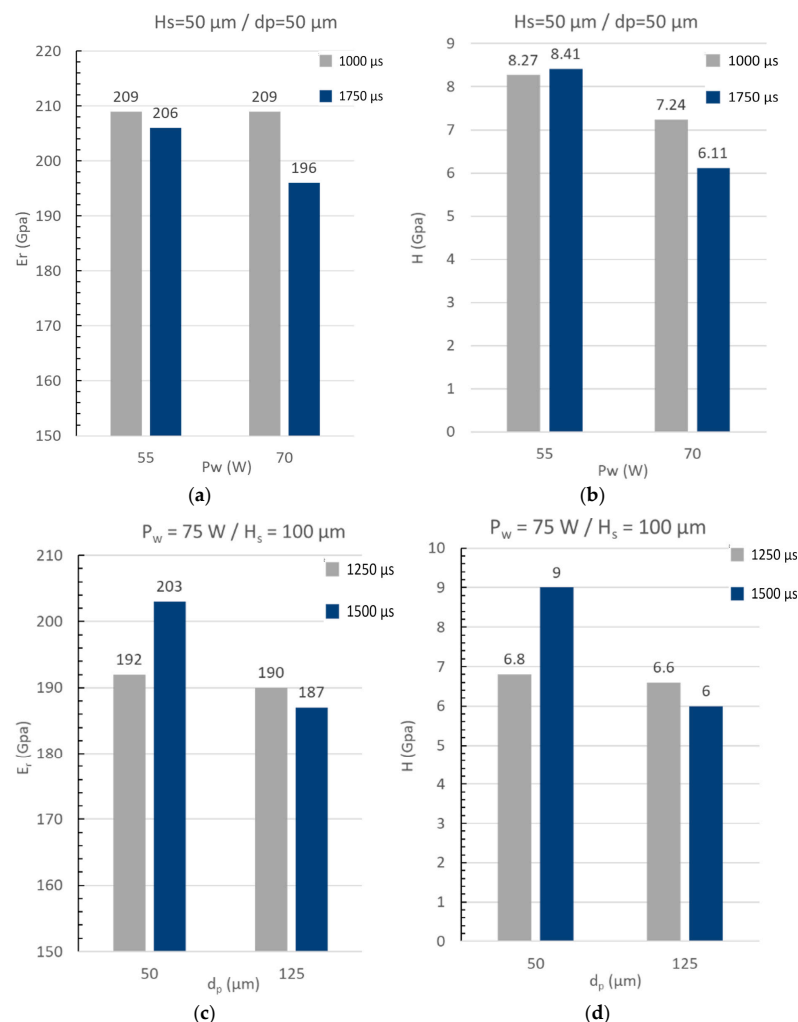 Hs=50 µm / dp=50 µm
220
210
200
190
180
170
160
150
Er (Gpa)
209
206
209
196
1000 µs
1750 µs
55
70
Pw (W)
(a)
Hs=50 µm / dp=50 µm
9
8
7
6
5
4
3
2
1
0
H (Gpa)
8.27
8.41
7.24
6.11
1000 µs
1750 µs
55
70
Pw (W)
(b)
Pw = 75 W / Hs = 100 µm
210
200
190
180
170
160
150
Er (Gpa)
192
203
190
187
1250 µs
1500 µs
50
125
dp (µm)
(c)
Pw = 75 W / Hs = 100 µm
10
9
8
7
6
5
4
3
2
1
0
H (Gpa)
6.8
9
6.6
6
1250 µs
1500 µs
50
125
dp (µm)
(d)